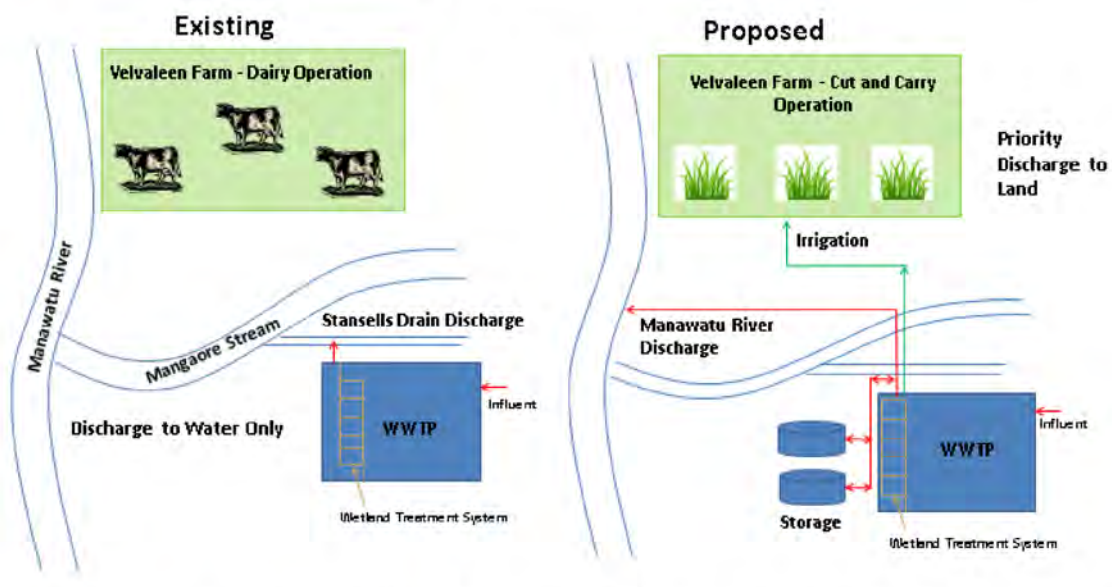 Existing
Velvaleen Farm - Dairy Operation
Manawatu River
Mangaore Stream
Stansells Drain Discharge
Influent
Discharge to Water Only
WWTP
Wetland Treatment System
Proposed
Velvaleen Farm - Cut and Carry
Operation
Priority
Discharge to
Land
Irrigation
Manawatu River
Discharge
Influent
WWTP
Storage
Wetland Treatment System